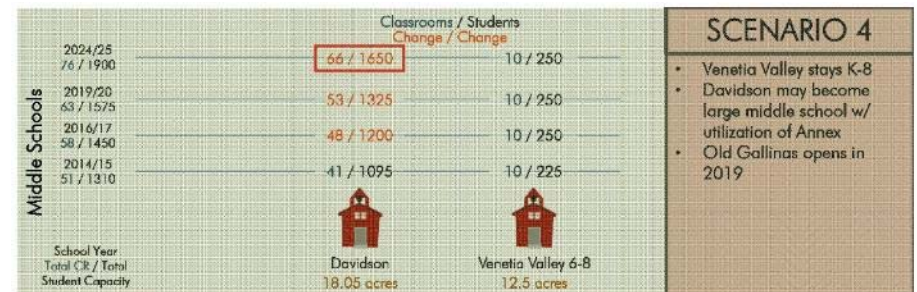 Classrooms / Students
Change / Change
Middle Schools
2024/25
76 / 1900
66 / 1650
10 / 250
2019/20
63 / 1575
53 / 1325
10 / 250
2016/17
58 / 1450
48 / 1200
10 / 250
2014/15
51 / 1310
41 / 1095
10 / 225
School Year
Total CR / Total
Student Capacity
Davidson
18.05 acres
Venetia Valley 6-8
12.5 acres
SCENARIO 4
• Venetia Valley stays K-8
• Davidson may become
large middle school w/
utilization of Annex
• Old Gallinas opens in
2019